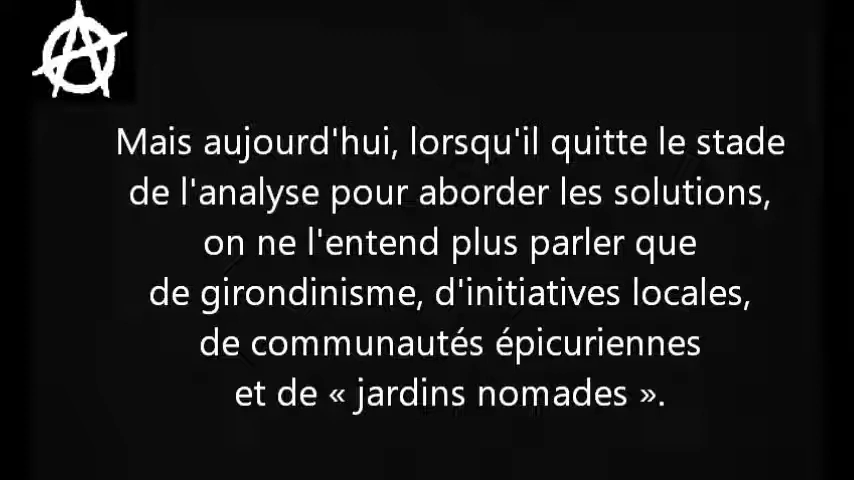 Mais aujourd'hui, lorsqu'il quitte le stade
de l'analyse pour aborder les solutions,
on ne l'entend plus parler que
de girondinisme, d'initiatives locales,
de communautés épicuriennes
et de « jardins nomades ».